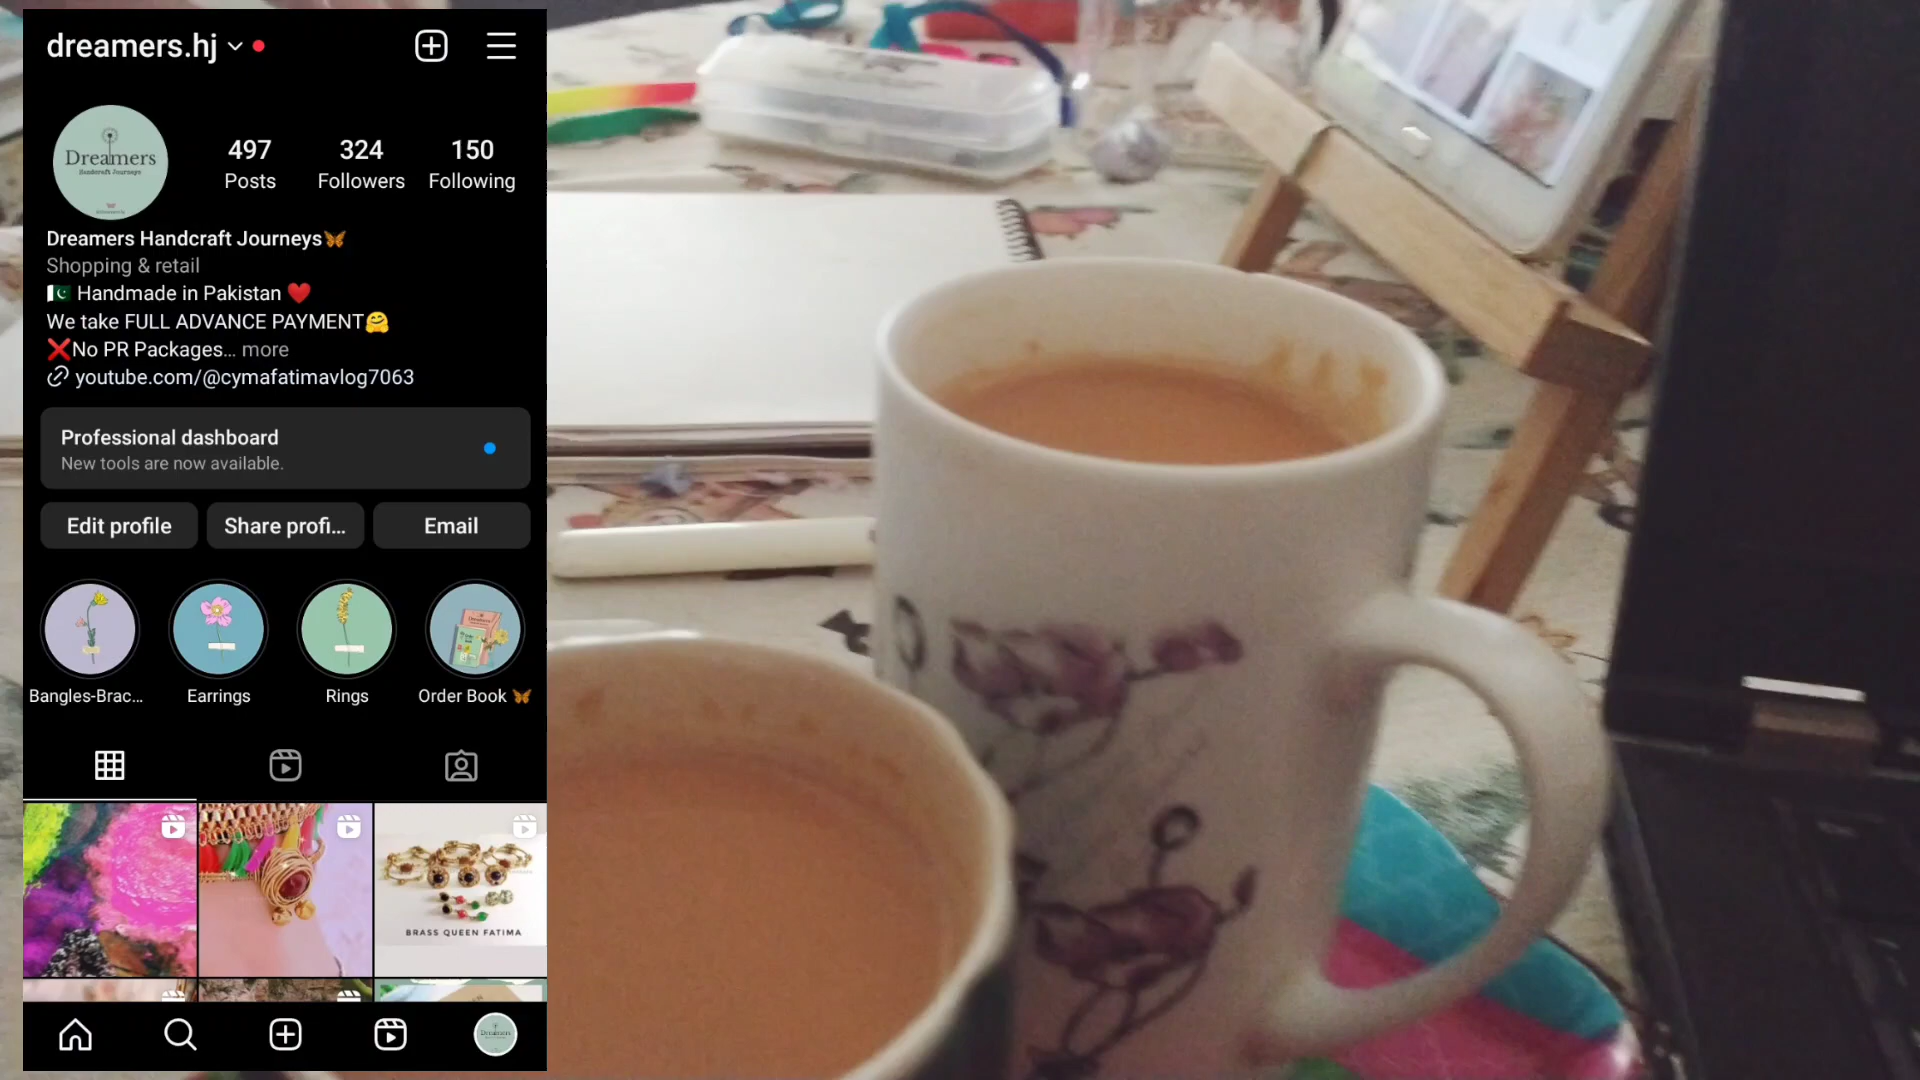 dreamers.hj
497 324 150
Posts Followers Following
Dreamers
Handcraft Journeys
Dreamers Handcraft Journeys🦋
Shopping & retail
🇵🇰 Handmade in Pakistan ❤️
We take FULL ADVANCE PAYMENT🤗
❌No PR Packages... more
youtube.com/@cymafatimavlog7063
Professional dashboard
New tools are now available.
Edit profile Share profi... Email
Bangles-Brac... Earrings Rings Order Book 🦋
BRASS QUEEN FATIMA